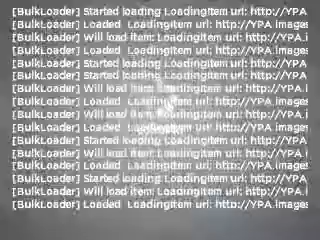 [BulkLoader] Started loading LoadingItem url: http://YPA
[BulkLoader] Loaded LoadingItem url: http://YPA.images
[BulkLoader] Will load item: LoadingItem url: http://YPA.i
[BulkLoader] Loaded LoadingItem url: http://YPA.images
[BulkLoader] Started loading LoadingItem url: http://YPA
[BulkLoader] Started loading LoadingItem url: http://YPA
[BulkLoader] Will load item: LoadingItem url: http://YPA.i
[BulkLoader] Loaded LoadingItem url: http://YPA.images
[BulkLoader] Will load item: LoadingItem url: http://YPA.i
[BulkLoader] Loaded LoadingItem url: http://YPA.images
[BulkLoader] Started loading LoadingItem url: http://YPA
[BulkLoader] Will load item: LoadingItem url: http://YPA.i
[BulkLoader] Loaded LoadingItem url: http://YPA.images
[BulkLoader] Started loading LoadingItem url: http://YPA
[BulkLoader] Will load item: LoadingItem url: http://YPA.i
[BulkLoader] Loaded LoadingItem url: http://YPA.images